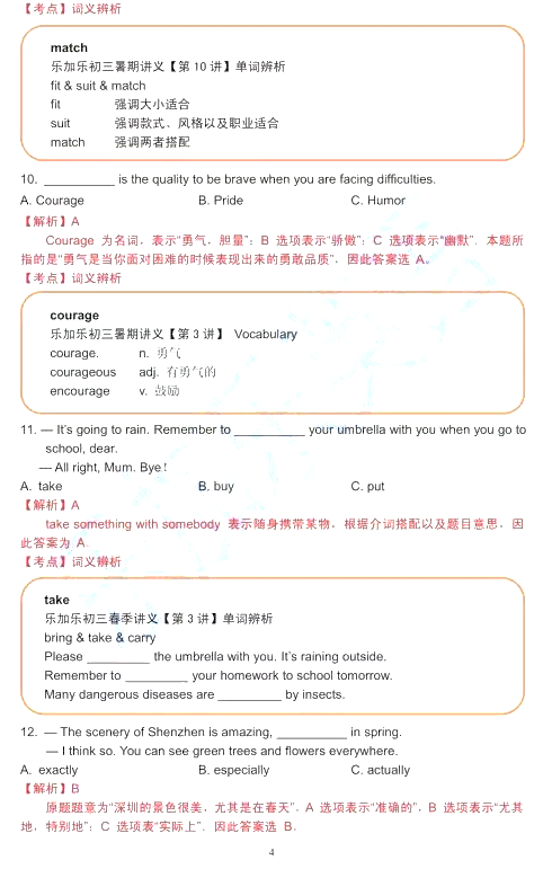 【考点】词义辨析
match
乐加乐初三暑期讲义【第 10 讲】单词辨析
fit & suit & match
fit 强调大小适合
suit 强调款式、风格以及职业适合
match 强调两者搭配
10. __________ is the quality to be brave when you are facing difficulties.
A. Courage B. Pride C. Humor
【解析】A
Courage 为名词，表示“勇气，胆量”；B 选项表示“骄傲”；C 选项表示“幽默”．本题所
指的是“勇气是当你面对困难的时候表现出来的勇敢品质”，因此答案选 A。
【考点】词义辨析
courage
乐加乐初三暑期讲义【第 3 讲】 Vocabulary
courage. n. 勇气
courageous adj. 有勇气的
encourage v. 鼓励
11. — It's going to rain. Remember to __________ your umbrella with you when you go to
school, dear.
— All right, Mum. Bye!
A. take B. buy C. put
【解析】A
take something with somebody 表示随身携带某物，根据介词搭配以及题目意思，因
此答案为 A.
【考点】词义辨析
take
乐加乐初三春季讲义【第 3 讲】单词辨析
bring & take & carry
Please _________ the umbrella with you. It's raining outside.
Remember to _________ your homework to school tomorrow.
Many dangerous diseases are _________ by insects.
12. — The scenery of Shenzhen is amazing, __________ in spring.
— I think so. You can see green trees and flowers everywhere.
A. exactly B. especially C. actually
【解析】B
原题题意为“深圳的景色很美，尤其是在春天”，A 选项表示“准确的”，B 选项表示“尤其
地，特别地”；C 选项表“实际上”．因此答案选 B．
4